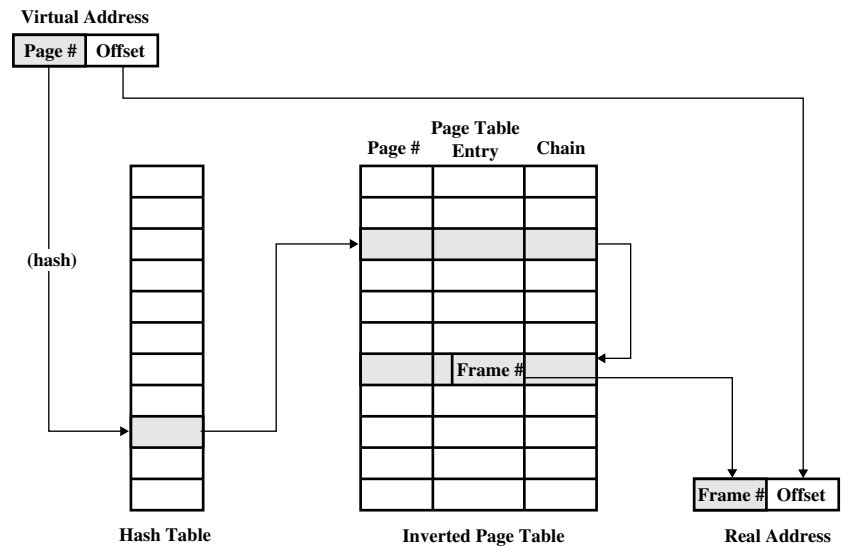 Virtual Address
Page # Offset
Page Table
Page # Entry Chain
(hash)
Frame #
Frame # Offset
Hash Table Inverted Page Table Real Address